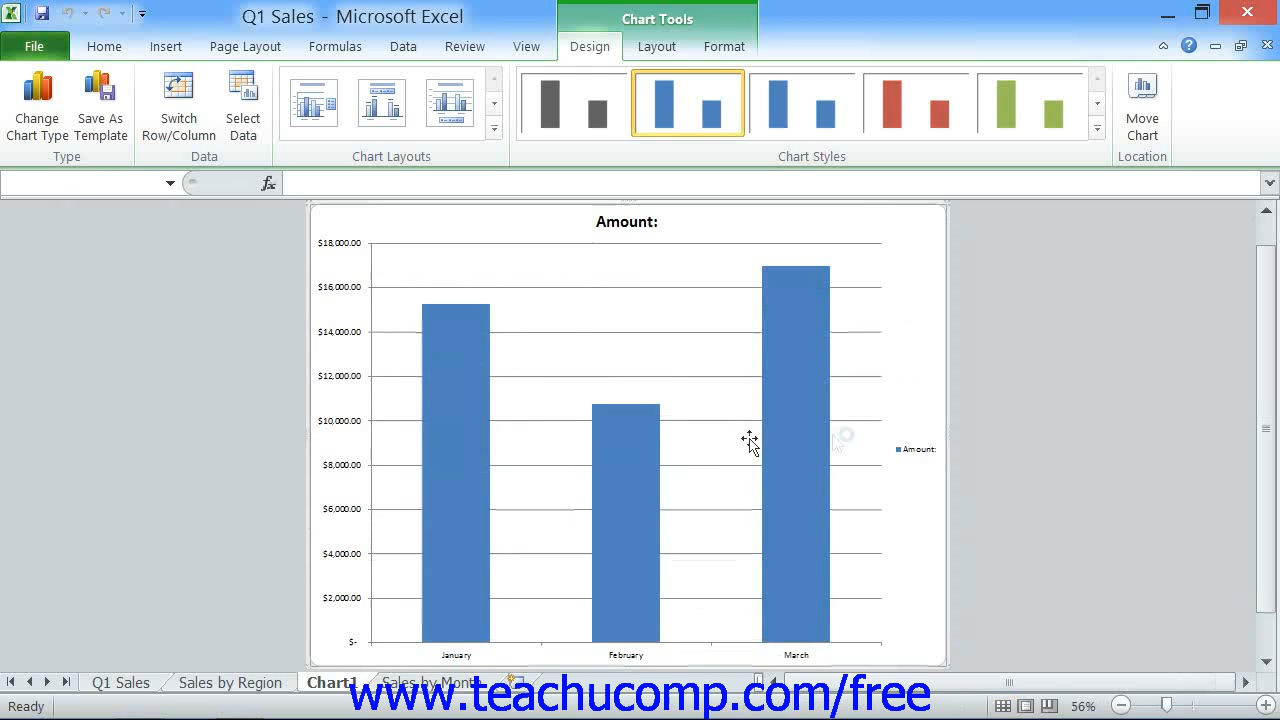 Q1 Sales - Microsoft Excel
Chart Tools
File Home Insert Page Layout Formulas Data Review View Design Layout Format
Change Chart Type
Save As Template
Switch Row/Column
Select Data
Move Chart
Type Data Chart Layouts Chart Styles Location
fx
Amount:
$18,000.00
$16,000.00
$14,000.00
$12,000.00
$10,000.00
$8,000.00
$6,000.00
$4,000.00
$2,000.00
$-
January February March
Amount:
Q1 Sales Sales by Region Chart1 Sales by Mont
www.teachucomp.com/free
Ready 56%